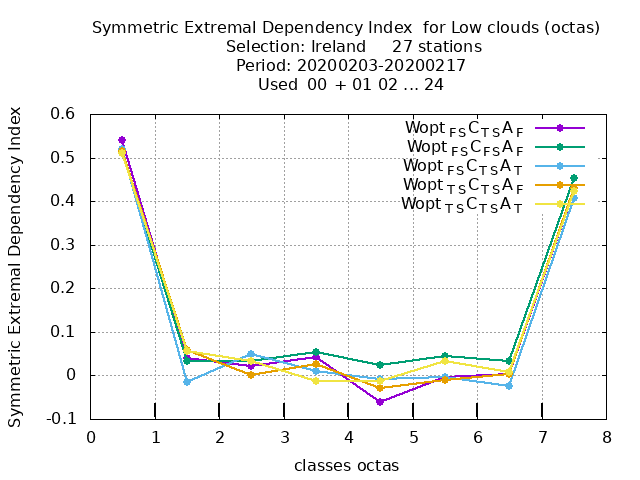 Symmetric Extremal Dependency Index for Low clouds (octas)
Selection: Ireland 27 stations
Period: 20200203-20200217
Used 00 + 01 02 ... 24
Symmetric Extremal Dependency Index
0.6
0.5
0.4
0.3
0.2
0.1
0
-0.1
Wopt FS C TS A F
Wopt FS C FS A F
Wopt FS C TS A T
Wopt TS C TS A F
Wopt TS C TS A T
0 1 2 3 4 5 6 7 8
classes octas